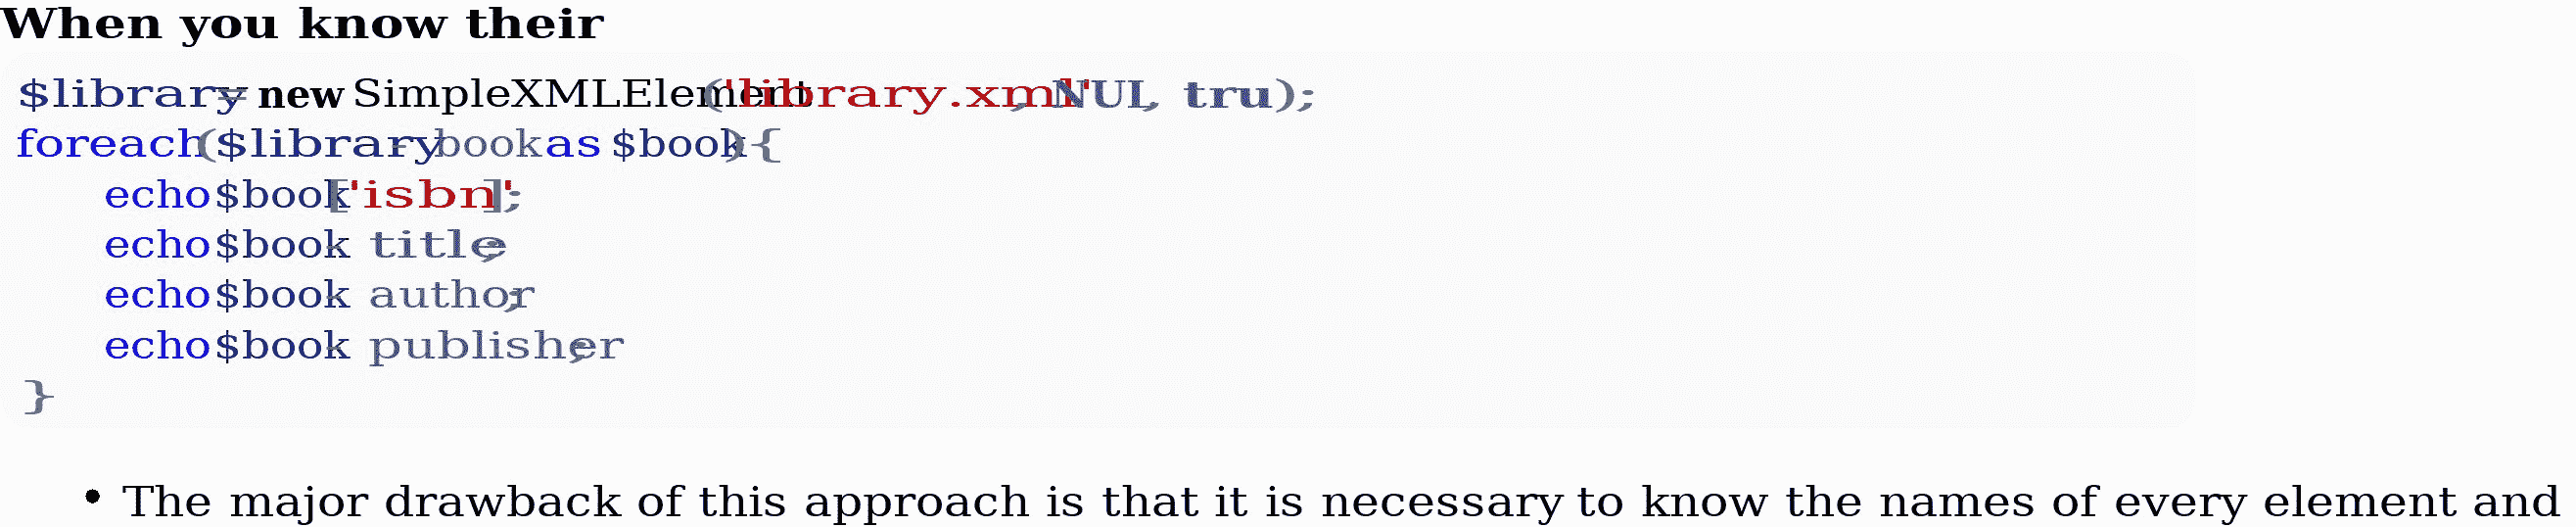 When you know their
$library = new SimpleXMLElement('library.xml', NUL, tru);
foreach($library-book as $book){
echo $book['isbn'];
echo $book- title;
echo $book- author;
echo $book- publisher;
}
• The major drawback of this approach is that it is necessary to know the names of every element and